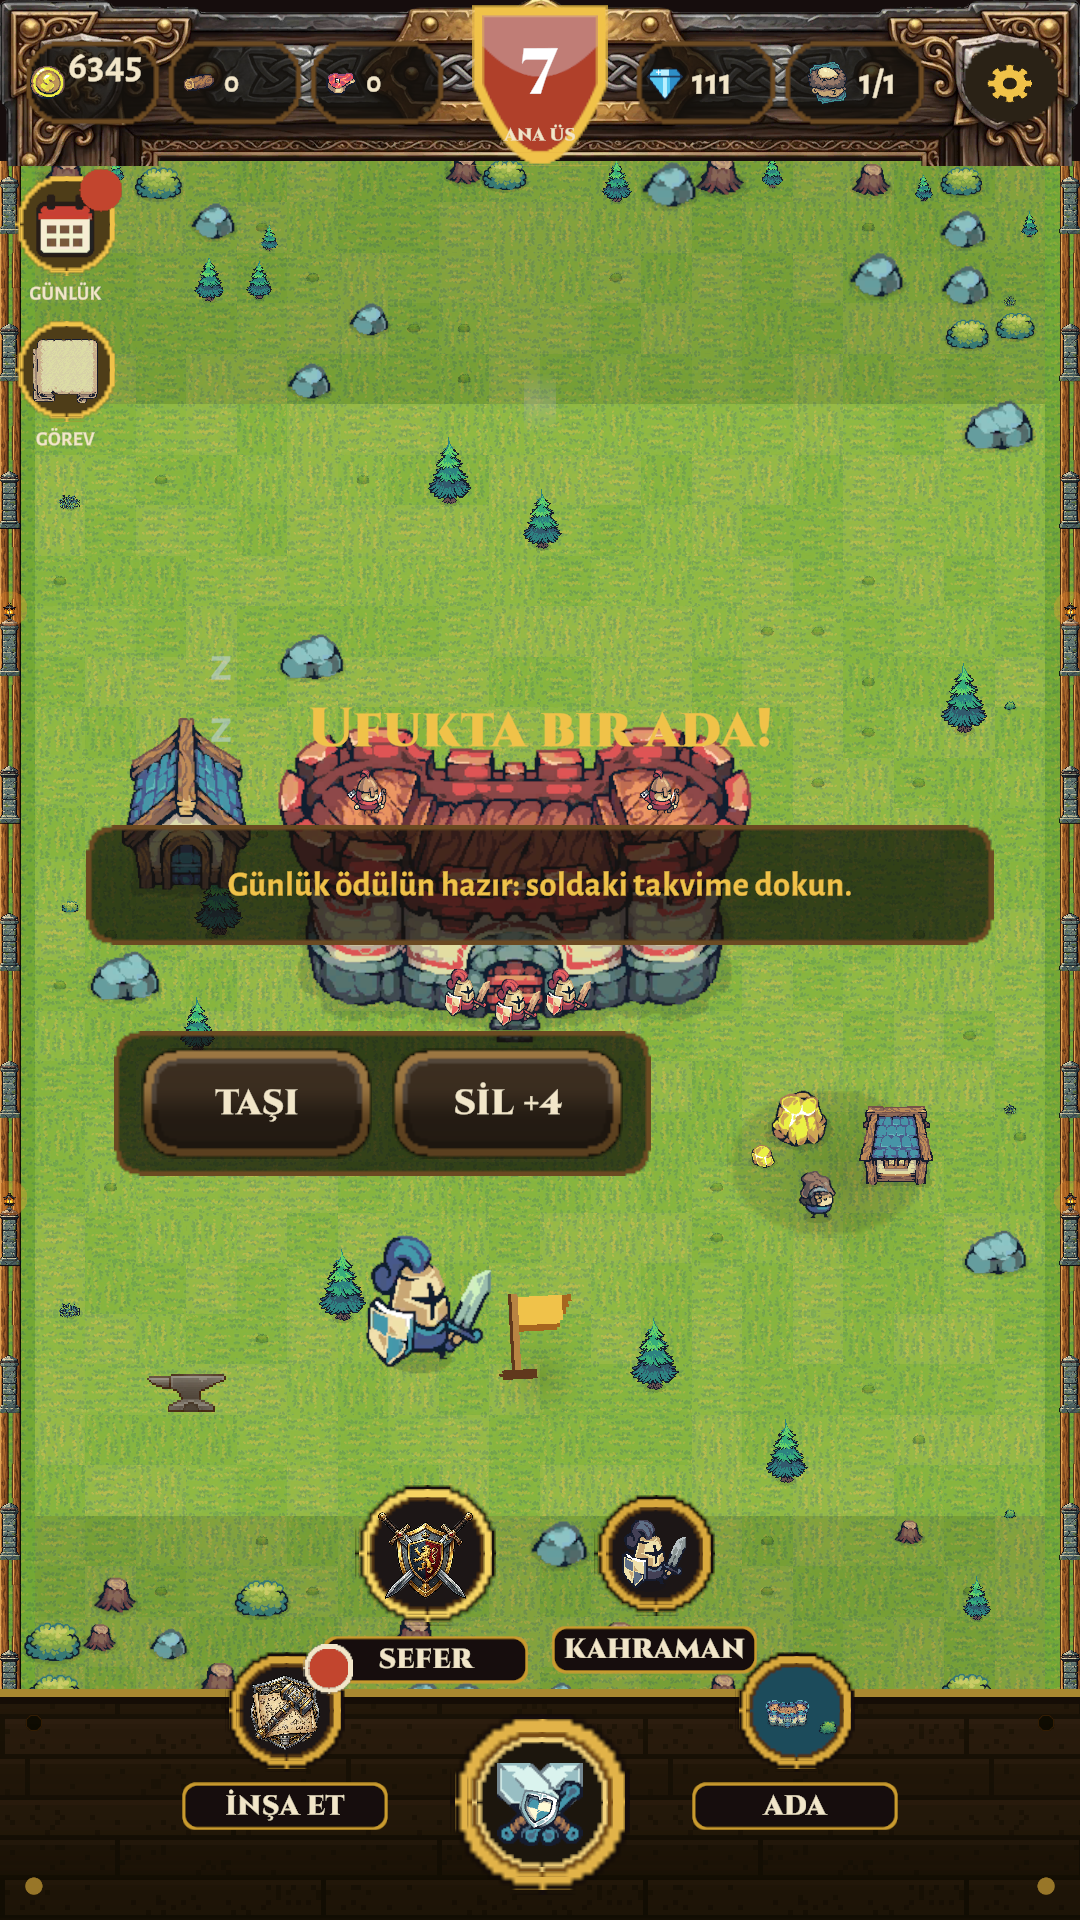 6345
0
0
7
ANA ÜS
111
1/1
GÜNLÜK
GÖREV
Z
Z
UFUKTA BIR ADA!
Günlük ödülün hazır: soldaki takvime dokun.
TAŞI
SİL +4
SEFER
KAHRAMAN
İNŞA ET
ADA